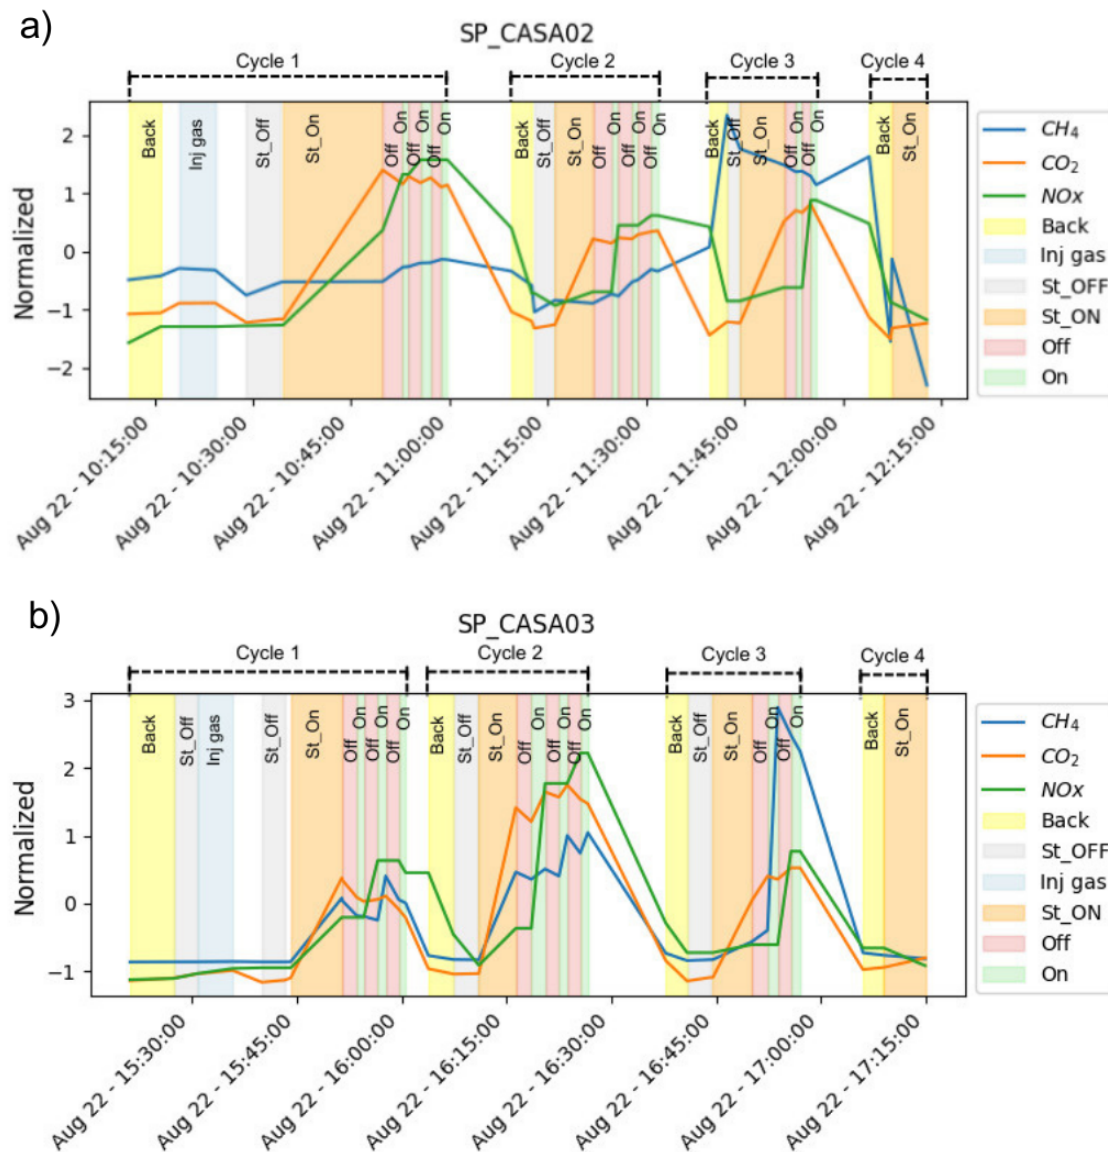 a)
SP_CASA02
Cycle 1
Cycle 2
Cycle 3
Cycle 4
Normalized
2
1
0
−1
−2
Back
Inj gas
St_Off
St_On
Off
On
Off
On
Off
On
Back
St_Off
St_On
Off
On
Off
On
Off
On
Back
St_Off
St_On
Off
On
Off
On
Back
St_On
Aug 22 - 10:15:00
Aug 22 - 10:30:00
Aug 22 - 10:45:00
Aug 22 - 11:00:00
Aug 22 - 11:15:00
Aug 22 - 11:30:00
Aug 22 - 11:45:00
Aug 22 - 12:00:00
Aug 22 - 12:15:00
CH₄
CO₂
NOx
Back
Inj gas
St_OFF
St_ON
Off
On
b)
SP_CASA03
Cycle 1
Cycle 2
Cycle 3
Cycle 4
Normalized
3
2
1
0
−1
Back
St_Off
Inj gas
St_Off
St_On
Off
On
Off
On
Off
On
Back
St_Off
St_On
Off
On
Off
On
Off
On
Back
St_Off
St_On
Off
On
Off
On
Back
St_On
Aug 22 - 15:30:00
Aug 22 - 15:45:00
Aug 22 - 16:00:00
Aug 22 - 16:15:00
Aug 22 - 16:30:00
Aug 22 - 16:45:00
Aug 22 - 17:00:00
Aug 22 - 17:15:00
CH₄
CO₂
NOx
Back
St_OFF
Inj gas
St_ON
Off
On